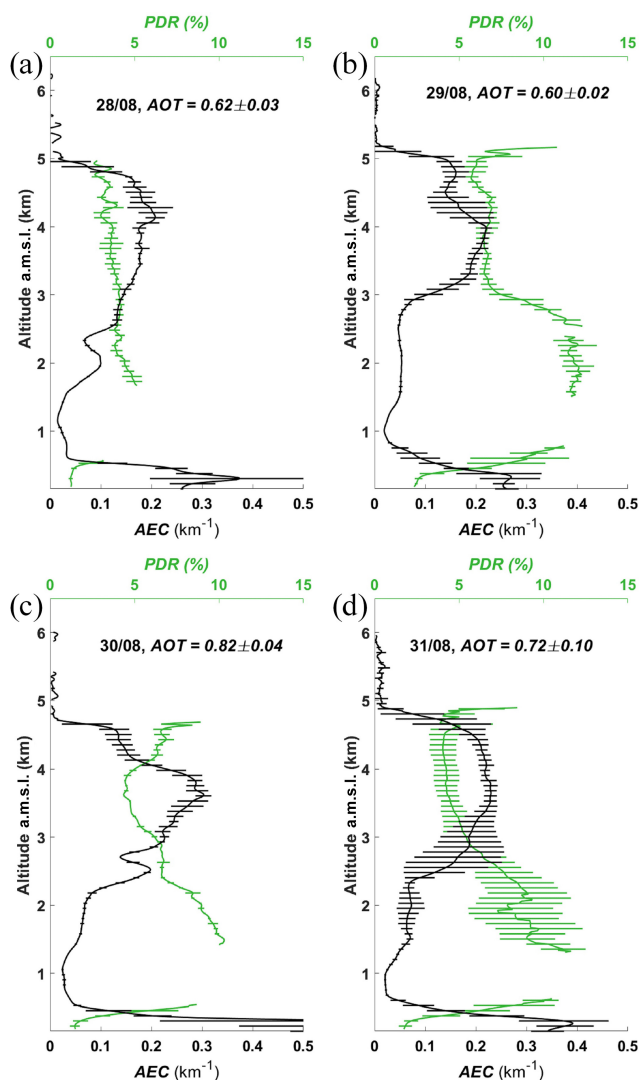 PDR (%)
0 5 10 15
(a)
28/08, AOT = 0.62±0.03
6
5
4
3
2
1
Altitude a.m.s.l. (km)
0 0.1 0.2 0.3 0.4 0.5
AEC (km-1)
PDR (%)
0 5 10 15
(b)
29/08, AOT = 0.60±0.02
6
5
4
3
2
1
Altitude a.m.s.l. (km)
0 0.1 0.2 0.3 0.4 0.5
AEC (km-1)
PDR (%)
0 5 10 15
(c)
30/08, AOT = 0.82±0.04
6
5
4
3
2
1
Altitude a.m.s.l. (km)
0 0.1 0.2 0.3 0.4 0.5
AEC (km-1)
PDR (%)
0 5 10 15
(d)
31/08, AOT = 0.72±0.10
6
5
4
3
2
1
Altitude a.m.s.l. (km)
0 0.1 0.2 0.3 0.4 0.5
AEC (km-1)